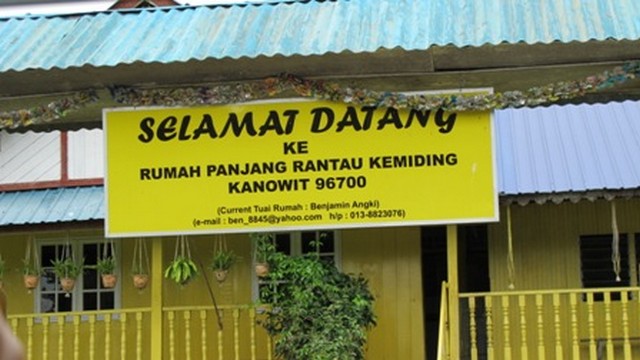 SELAMAT DATANG
KE
RUMAH PANJANG RANTAU KEMIDING
KANOWIT 96700
(Current Tuai Rumah : Benjamin Angki)
(e-mail : ben_8845@yahoo.com h/p : 013-8823076)